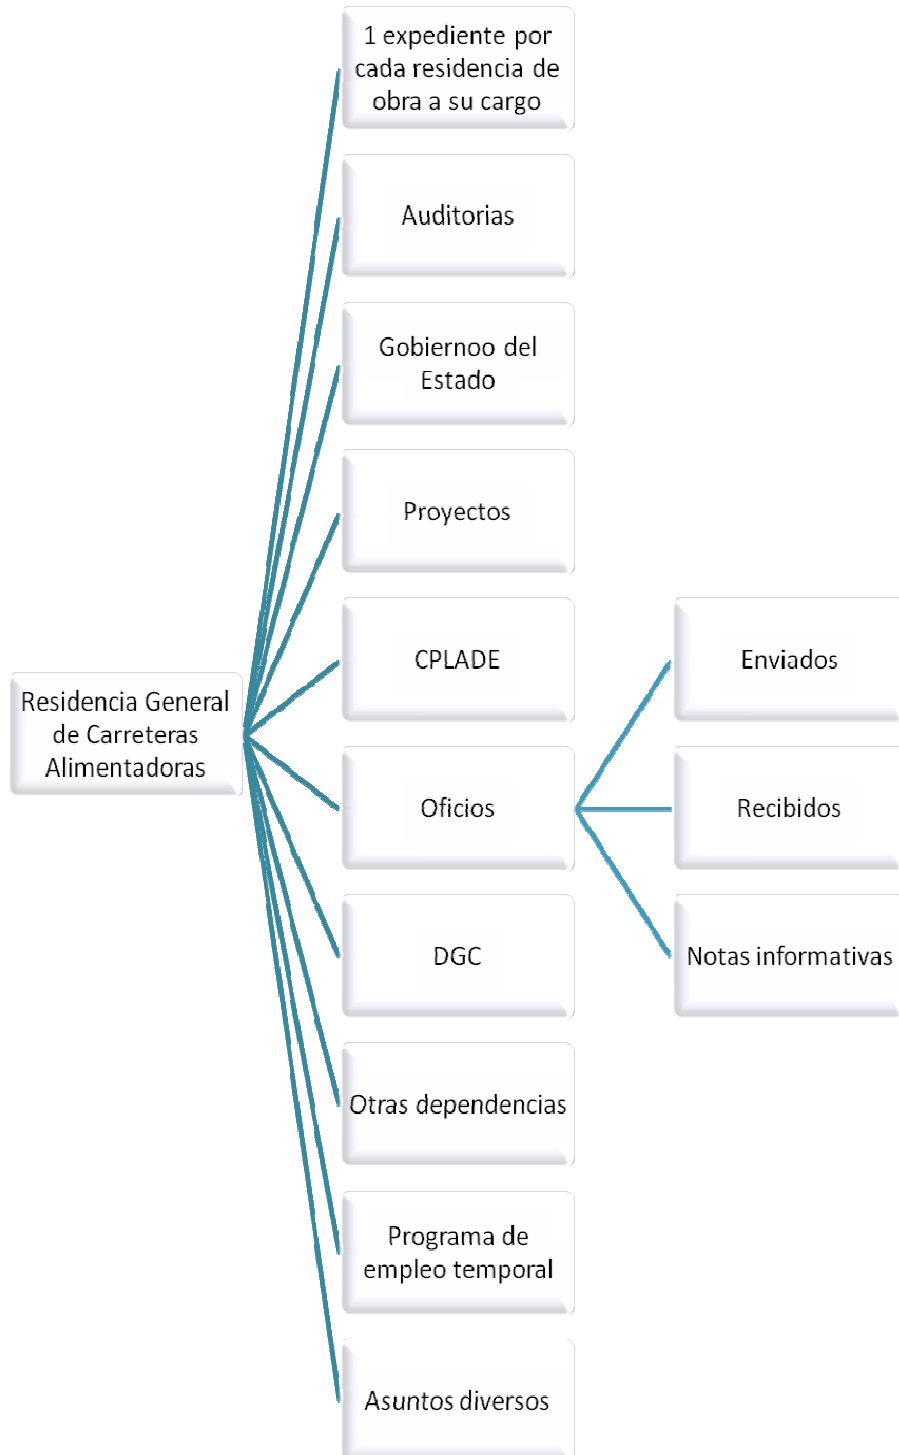 1 expediente por
cada residencia de
obra a su cargo
Auditorias
Gobiernoo del
Estado
Proyectos
CPLADE
Enviados
Residencia General
de Carreteras
Alimentadoras
Oficios
Recibidos
DGC
Notas informativas
Otras dependencias
Programa de
empleo temporal
Asuntos diversos